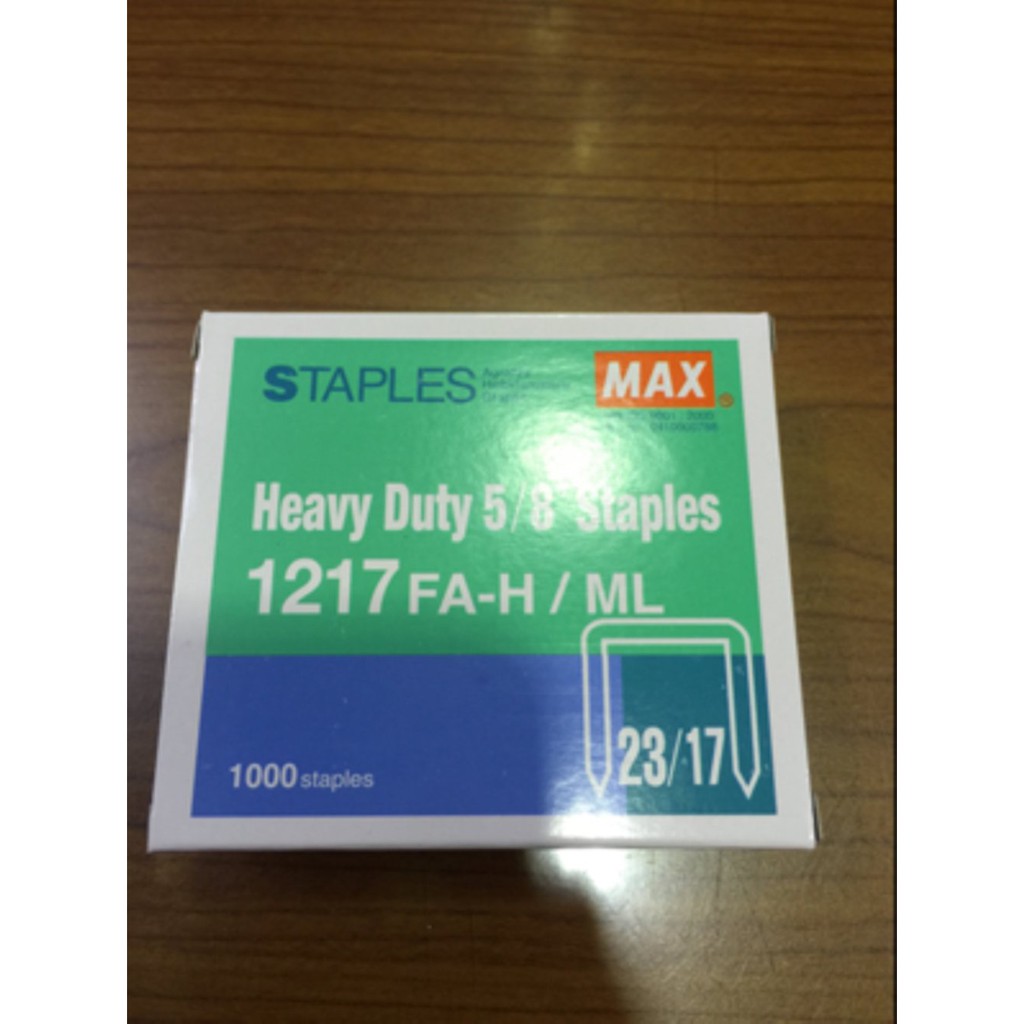 STAPLES
MAX®
Heavy Duty 5/8" Staples
1217 FA-H / ML
23/17
1000 staples